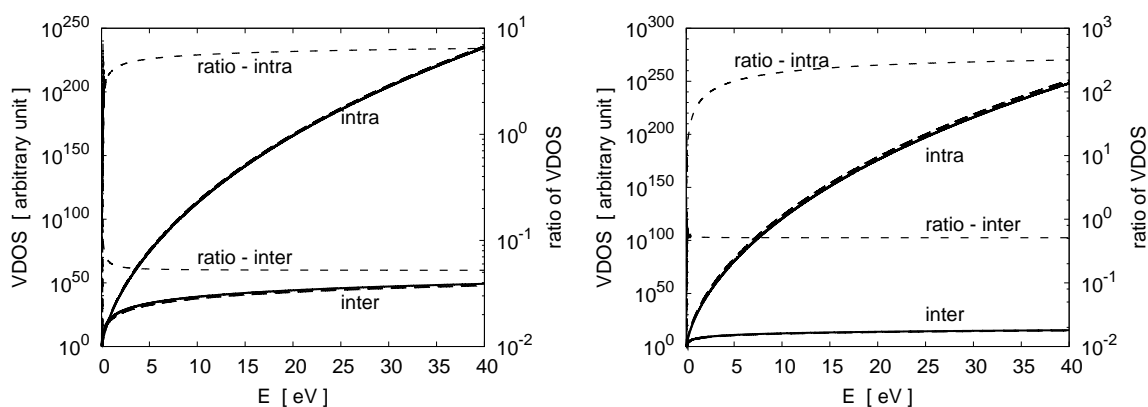 10^250
10^200
10^150
10^100
10^50
10^0
VDOS [ arbitrary unit ]
ratio - intra
intra
ratio - inter
inter
10^1
10^0
10^-1
10^-2
ratio of VDOS
0 5 10 15 20 25 30 35 40
E [ eV ]
10^300
10^250
10^200
10^150
10^100
10^50
10^0
VDOS [ arbitrary unit ]
ratio - intra
intra
ratio - inter
inter
10^3
10^2
10^1
10^0
10^-1
10^-2
ratio of VDOS
0 5 10 15 20 25 30 35 40
E [ eV ]